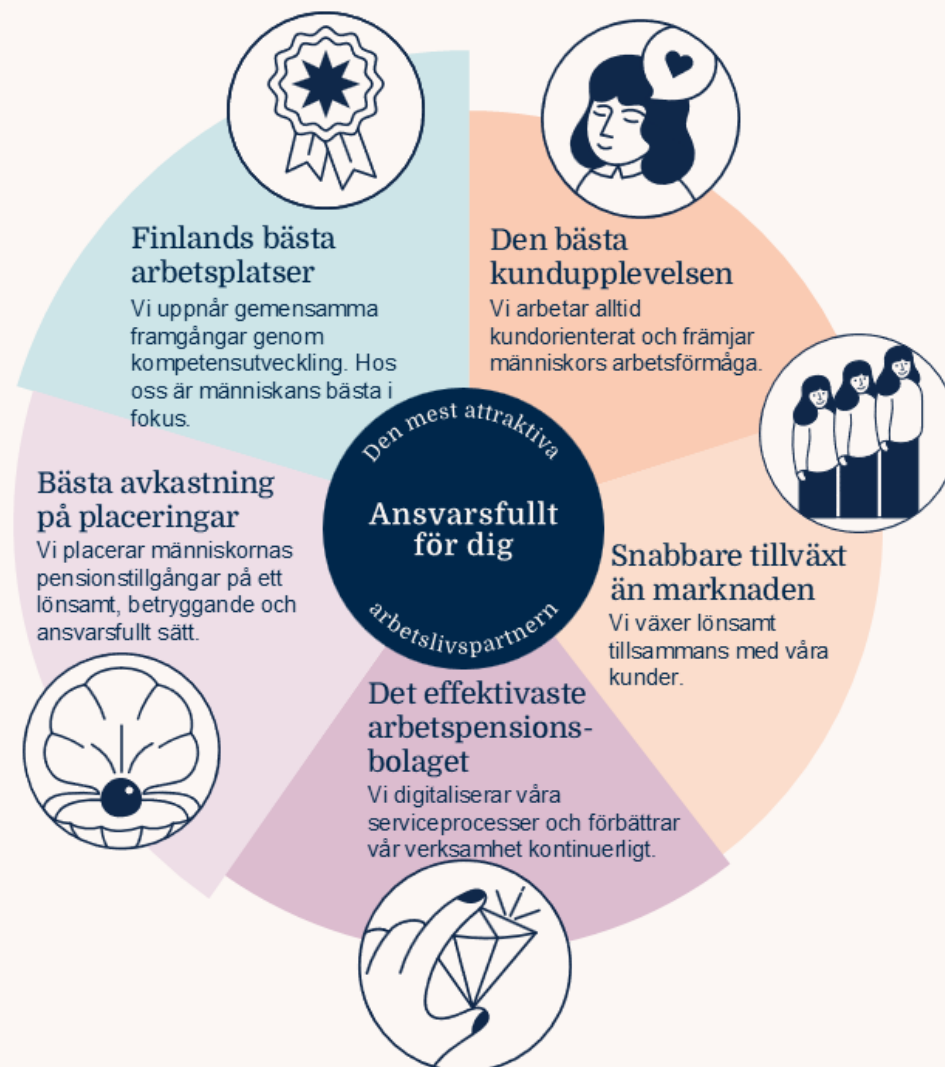 Finlands bästa
arbetsplatser
Vi uppnår gemensamma
framgångar genom
kompetensutveckling. Hos
oss är människans bästa i
fokus.
Den bästa
kundupplevelsen
Vi arbetar alltid
kundorienterat och främjar
människors arbetsförmåga.
Den mest attraktiva
Ansvarsfullt
för dig
arbetslivspartnern
Bästa avkastning
på placeringar
Vi placerar människornas
pensionstillgångar på ett
lönsamt, betryggande och
ansvarsfullt sätt.
Snabbare tillväxt
än marknaden
Vi växer lönsamt
tillsammans med våra
kunder.
Det effektivaste
arbetspensions-
bolaget
Vi digitaliserar våra
serviceprocesser och förbättrar
vår verksamhet kontinuerligt.